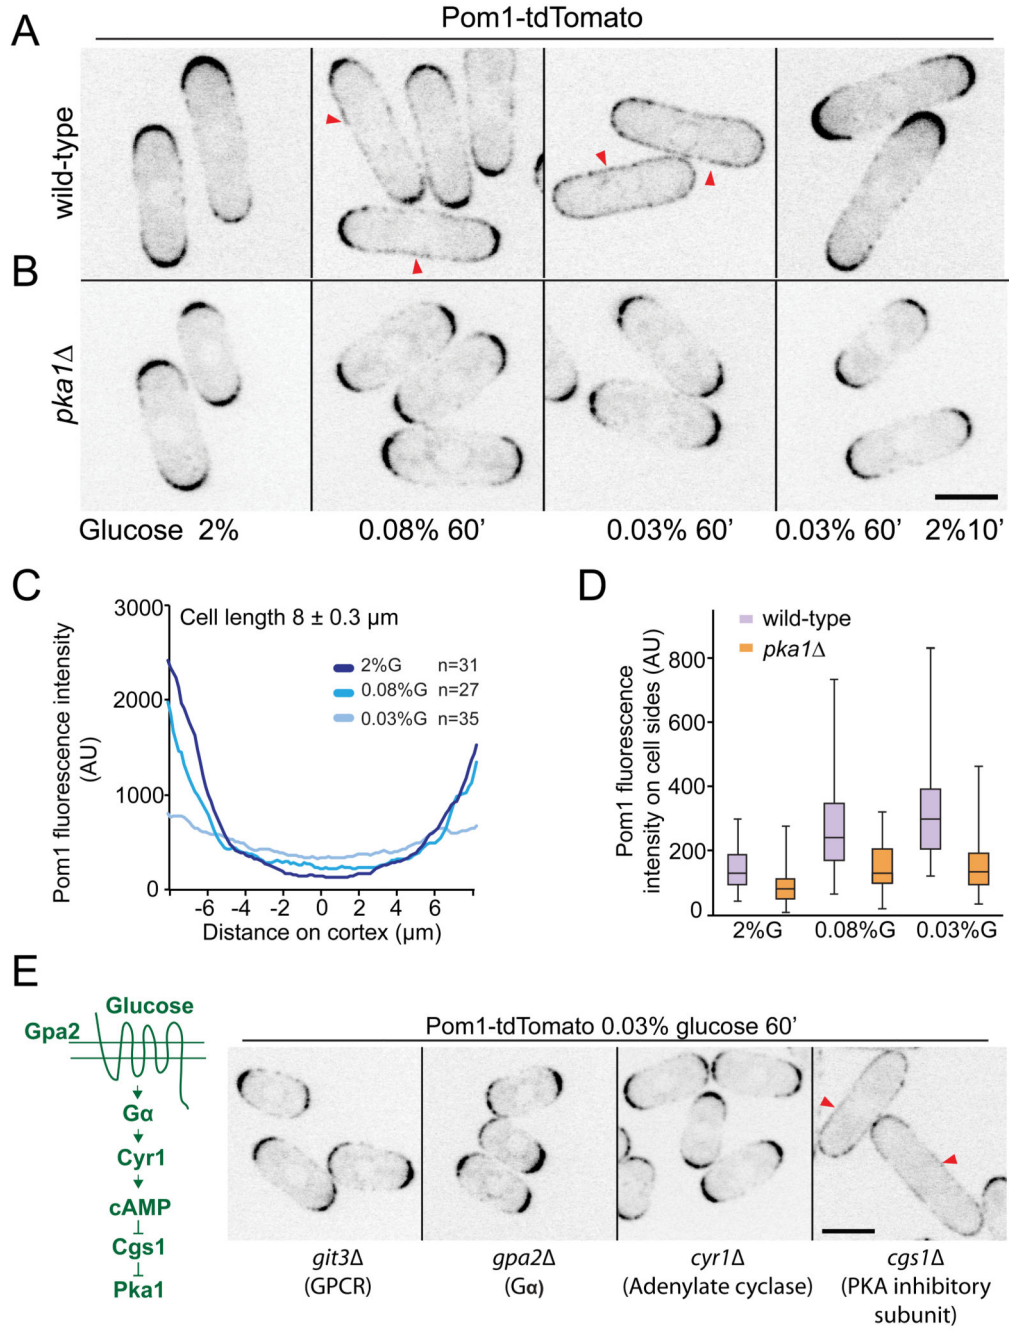 A
Pom1-tdTomato
wild-type
B
pka1Δ
Glucose 2%
0.08% 60’
0.03% 60’
0.03% 60’ 2%10’
C
Pom1 fluorescence intensity
(AU)
3000
2000
1000
0
Cell length 8 ± 0.3 µm
2%G n=31
0.08%G n=27
0.03%G n=35
-6 -4 -2 0 2 4 6
Distance on cortex (µm)
D
Pom1 fluorescence
intensity on cell sides (AU)
800
600
400
200
0
wild-type
pka1Δ
2%G 0.08%G 0.03%G
E
Glucose
Gpa2
Gα
Cyr1
cAMP
Cgs1
Pka1
Pom1-tdTomato 0.03% glucose 60’
git3Δ
(GPCR)
gpa2Δ
(Gα)
cyr1Δ
(Adenylate cyclase)
cgs1Δ
(PKA inhibitory
subunit)